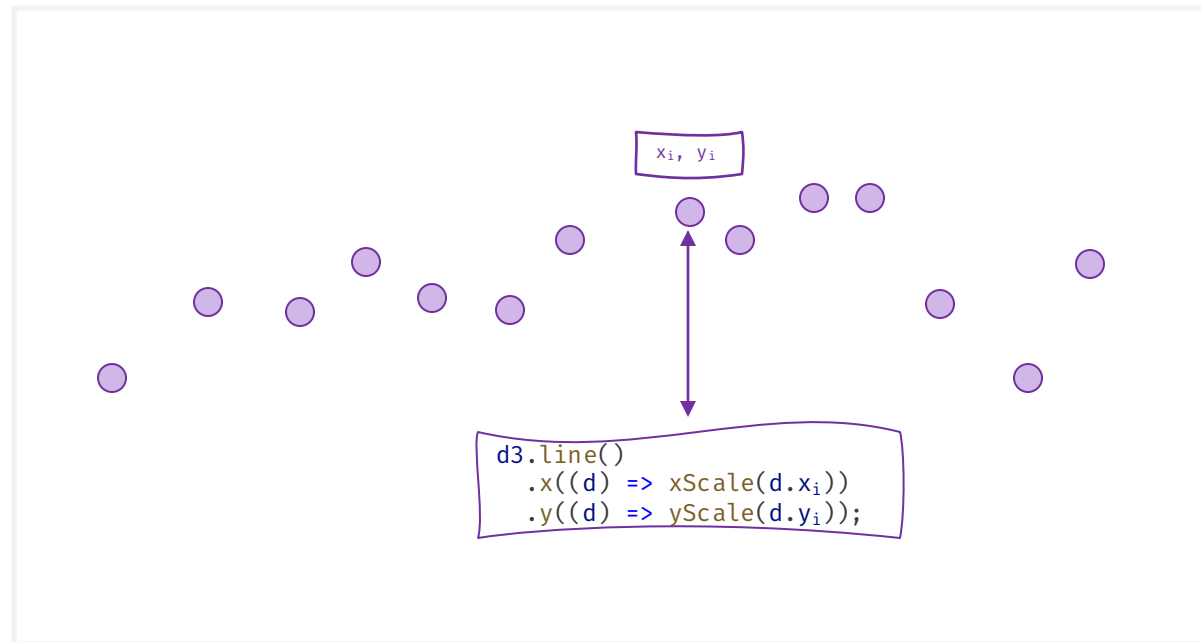 xᵢ, yᵢ
d3.line()
.x((d) => xScale(d.xᵢ))
.y((d) => yScale(d.yᵢ));